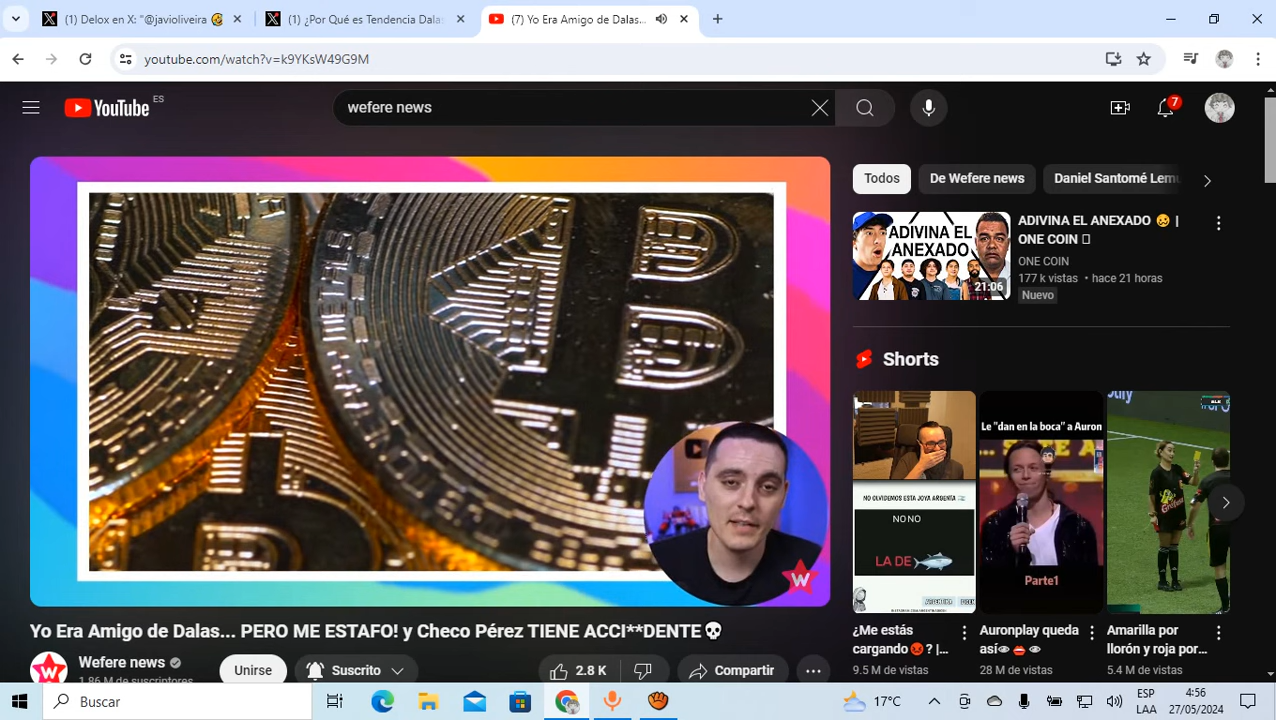 (1) Delox en X: "@javioliveira
(1) ¿Por Qué es Tendencia Dalas
(7) Yo Era Amigo de Dalas...
youtube.com/watch?v=k9YKsW49G9M
YouTube ES
wefere news
7
Todos
De Wefere news
Daniel Santomé Lemu
ADIVINA EL ANEXADO
21:06
ADIVINA EL ANEXADO 😣 |
ONE COIN
ONE COIN
177 k vistas • hace 21 horas
Nuevo
Shorts
NO OLVIDEMOS ESTA JOYA ARGENTA
NO NO
LA DE
Le "dan en la boca" a Auron
Parte1
W
Yo Era Amigo de Dalas... PERO ME ESTAFO! y Checo Pérez TIENE ACCI**DENTE💀
¿Me estás cargando😡? |...
9.5 M de vistas
Auronplay queda así👁👄👁
28 M de vistas
Amarilla por llorón y roja por...
5.4 M de vistas
W
Wefere news
1.86 M de suscriptores
Unirse
Suscrito
2.8 K
Compartir
Buscar
17°C
ESP
LAA
4:56
27/05/2024